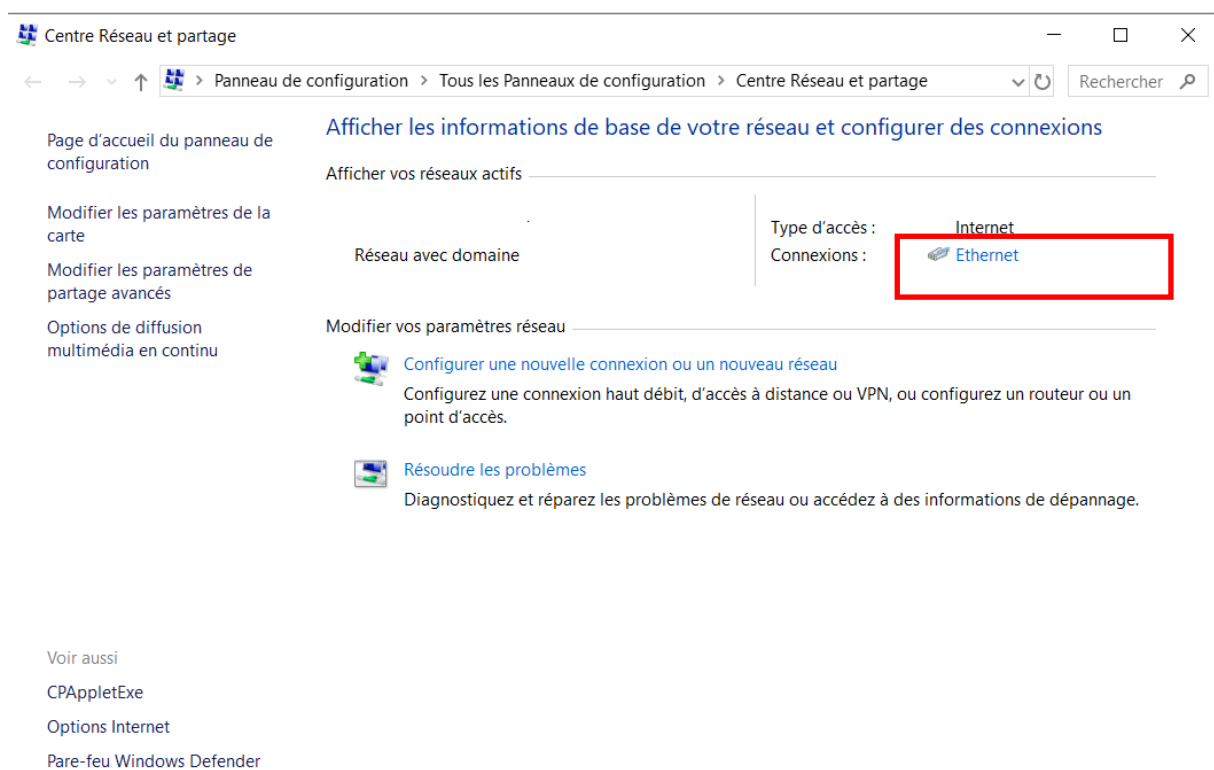 Centre Réseau et partage
Panneau de configuration > Tous les Panneaux de configuration > Centre Réseau et partage
Rechercher
Page d’accueil du panneau de
configuration
Modifier les paramètres de la
carte
Modifier les paramètres de
partage avancés
Options de diffusion
multimédia en continu
Afficher les informations de base de votre réseau et configurer des connexions
Afficher vos réseaux actifs
Réseau avec domaine
Type d’accès : Internet
Connexions : Ethernet
Modifier vos paramètres réseau
Configurer une nouvelle connexion ou un nouveau réseau
Configurez une connexion haut débit, d’accès à distance ou VPN, ou configurez un routeur ou un
point d’accès.
Résoudre les problèmes
Diagnostiquez et réparez les problèmes de réseau ou accédez à des informations de dépannage.
Voir aussi
CPAppletExe
Options Internet
Pare-feu Windows Defender